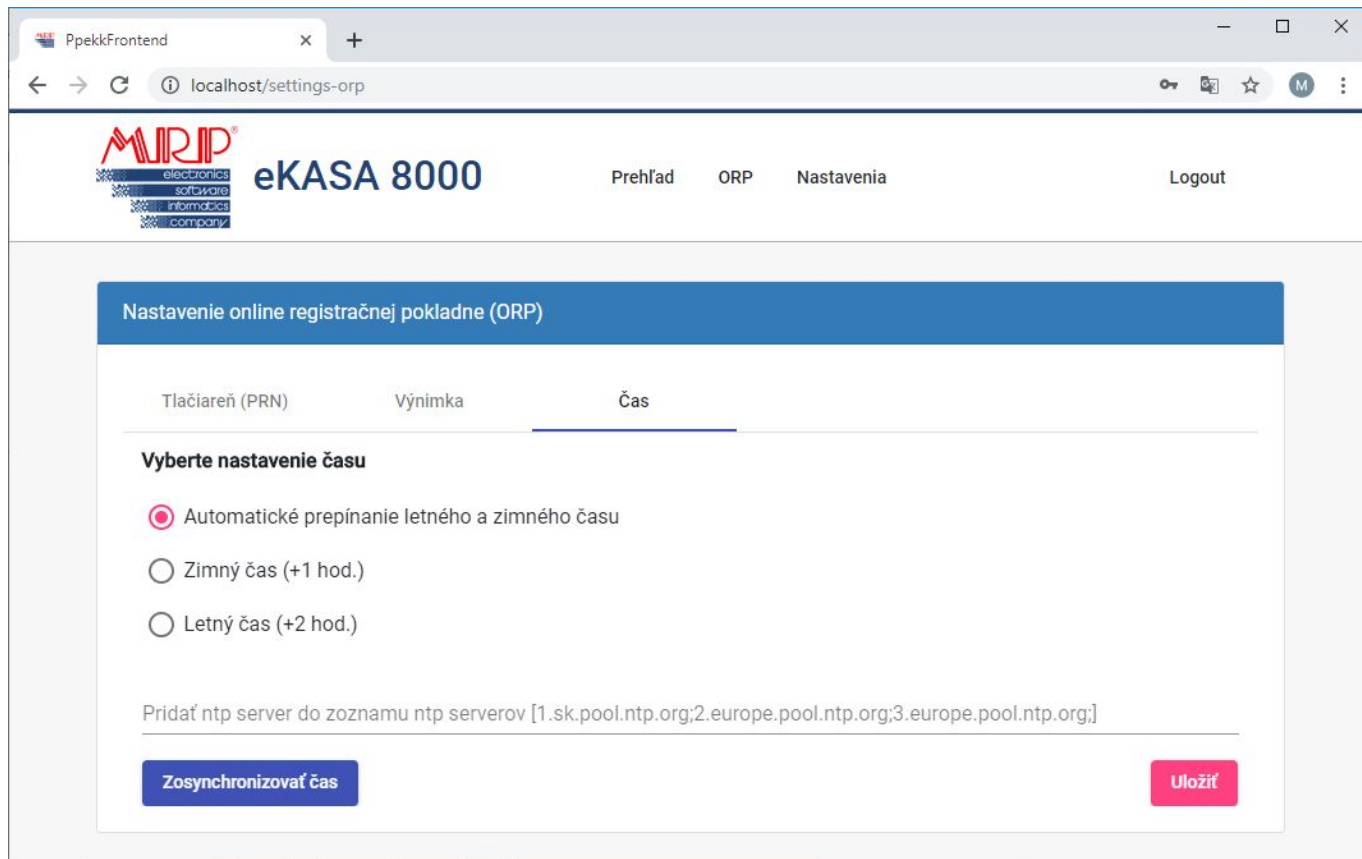 PpekkFrontend
localhost/settings-orp
M
MRP®
electronics
software
informatics
company
eKASA 8000
Prehľad ORP Nastavenia Logout
Nastavenie online registračnej pokladne (ORP)
Tlačiareň (PRN) Výnimka Čas
Vyberte nastavenie času
Automatické prepínanie letného a zimného času
Zimný čas (+1 hod.)
Letný čas (+2 hod.)
Pridať ntp server do zoznamu ntp serverov [1.sk.pool.ntp.org;2.europe.pool.ntp.org;3.europe.pool.ntp.org;]
Zosynchronizovať čas Uložiť